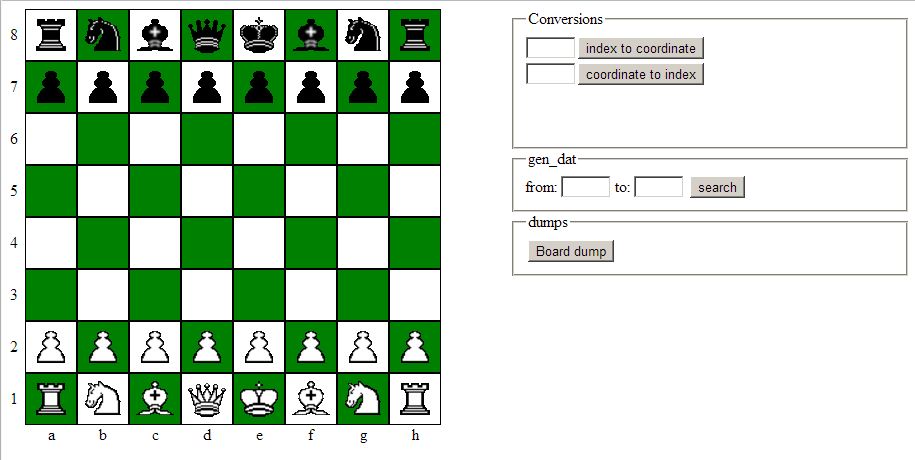 8
7
6
5
4
3
2
1
a b c d e f g h
Conversions
index to coordinate
coordinate to index
gen_dat
from: to: search
dumps
Board dump